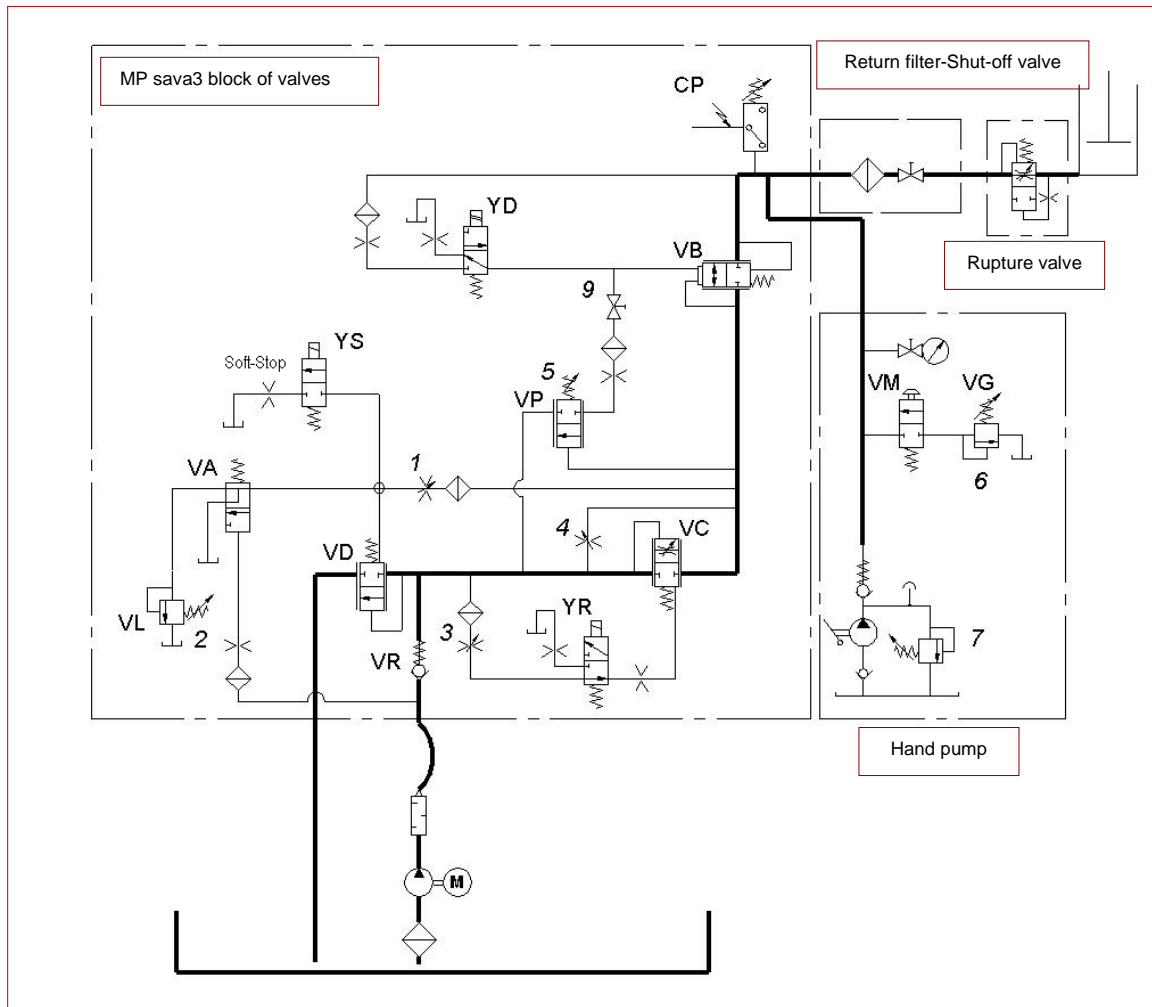 MP sava3 block of valves
Return filter-Shut-off valve
CP
YD
VB
Rupture valve
9
YS
Soft-Stop
5
VP
VM
VG
VA
1
6
4
VC
VD
VL
2
3
YR
7
VR
Hand pump
M